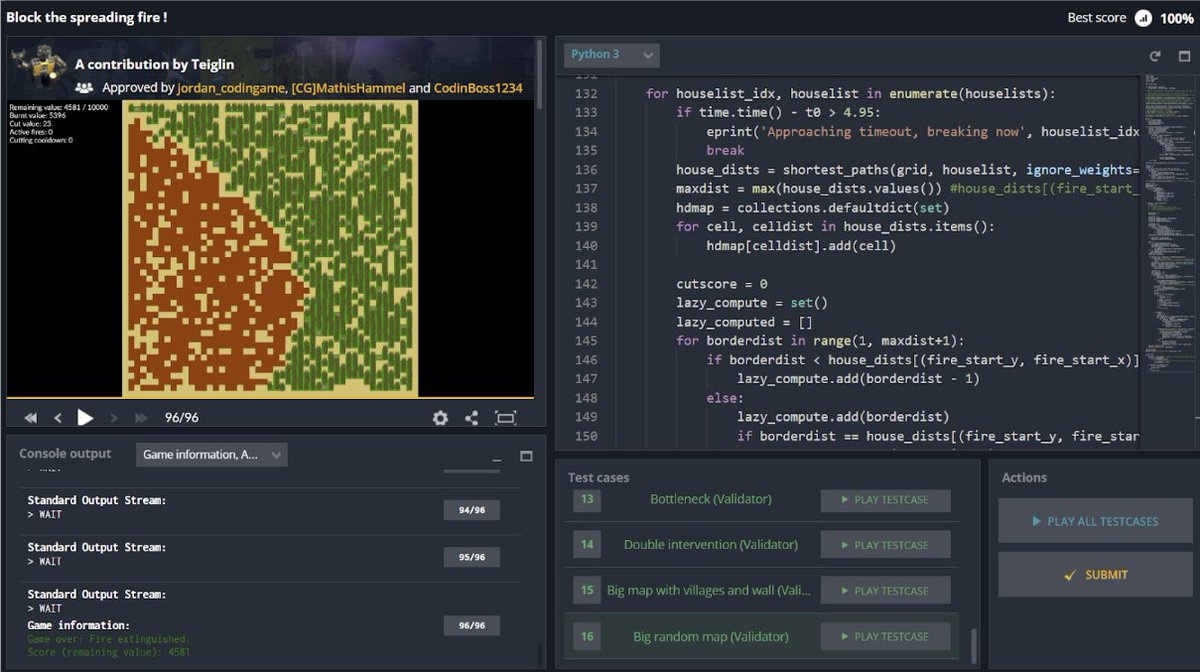 Block the spreading fire !
Best score 100%
A contribution by Teiglin
Approved by jordan_codingame, [CG]MathisHammel and CodinBoss1234
Remaining value: 4581 / 10000
Burnt value: 5396
Cut value: 23
Active fires: 0
Cutting cooldown: 0
96/96
Console output
Game information, A...
Standard Output Stream:
> WAIT
94/96
Standard Output Stream:
> WAIT
95/96
Standard Output Stream:
> WAIT
Game information:
Game over: Fire extinguished.
Score (remaining value): 4581
96/96
Python 3
132 for houselist_idx, houselist in enumerate(houselists):
133 if time.time() - t0 > 4.95:
134 eprint('Approaching timeout, breaking now', houselist_idx
135 break
136 house_dists = shortest_paths(grid, houselist, ignore_weights=
137 maxdist = max(house_dists.values()) #house_dists[(fire_start_
138 hdmap = collections.defaultdict(set)
139 for cell, celldist in house_dists.items():
140 hdmap[celldist].add(cell)
141
142 cutscore = 0
143 lazy_compute = set()
144 lazy_computed = []
145 for borderdist in range(1, maxdist+1):
146 if borderdist < house_dists[(fire_start_y, fire_start_x)]
147 lazy_compute.add(borderdist - 1)
148 else:
149 lazy_compute.add(borderdist)
150 if borderdist == house_dists[(fire_start_y, fire_star
Test cases
13 Bottleneck (Validator) PLAY TESTCASE
14 Double intervention (Validator) PLAY TESTCASE
15 Big map with villages and wall (Vali... PLAY TESTCASE
16 Big random map (Validator) PLAY TESTCASE
Actions
PLAY ALL TESTCASES
SUBMIT